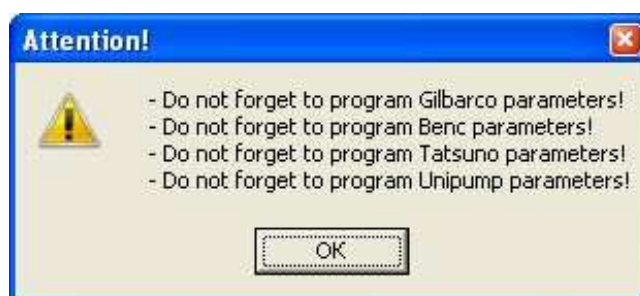 Attention!
- Do not forget to program Gilbarco parameters!
- Do not forget to program Benc parameters!
- Do not forget to program Tatsuno parameters!
- Do not forget to program Unipump parameters!
OK